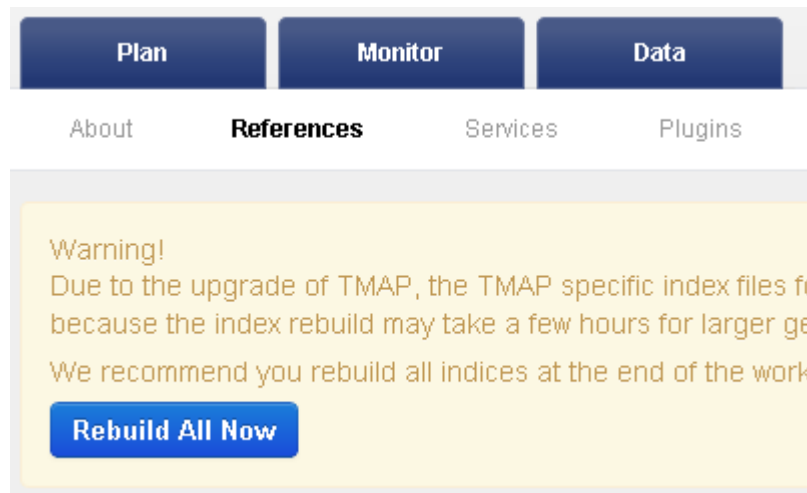 Plan Monitor Data
About References Services Plugins
Warning!
Due to the upgrade of TMAP, the TMAP specific index files
because the index rebuild may take a few hours for larger
We recommend you rebuild all indices at the end of the
Rebuild All Now